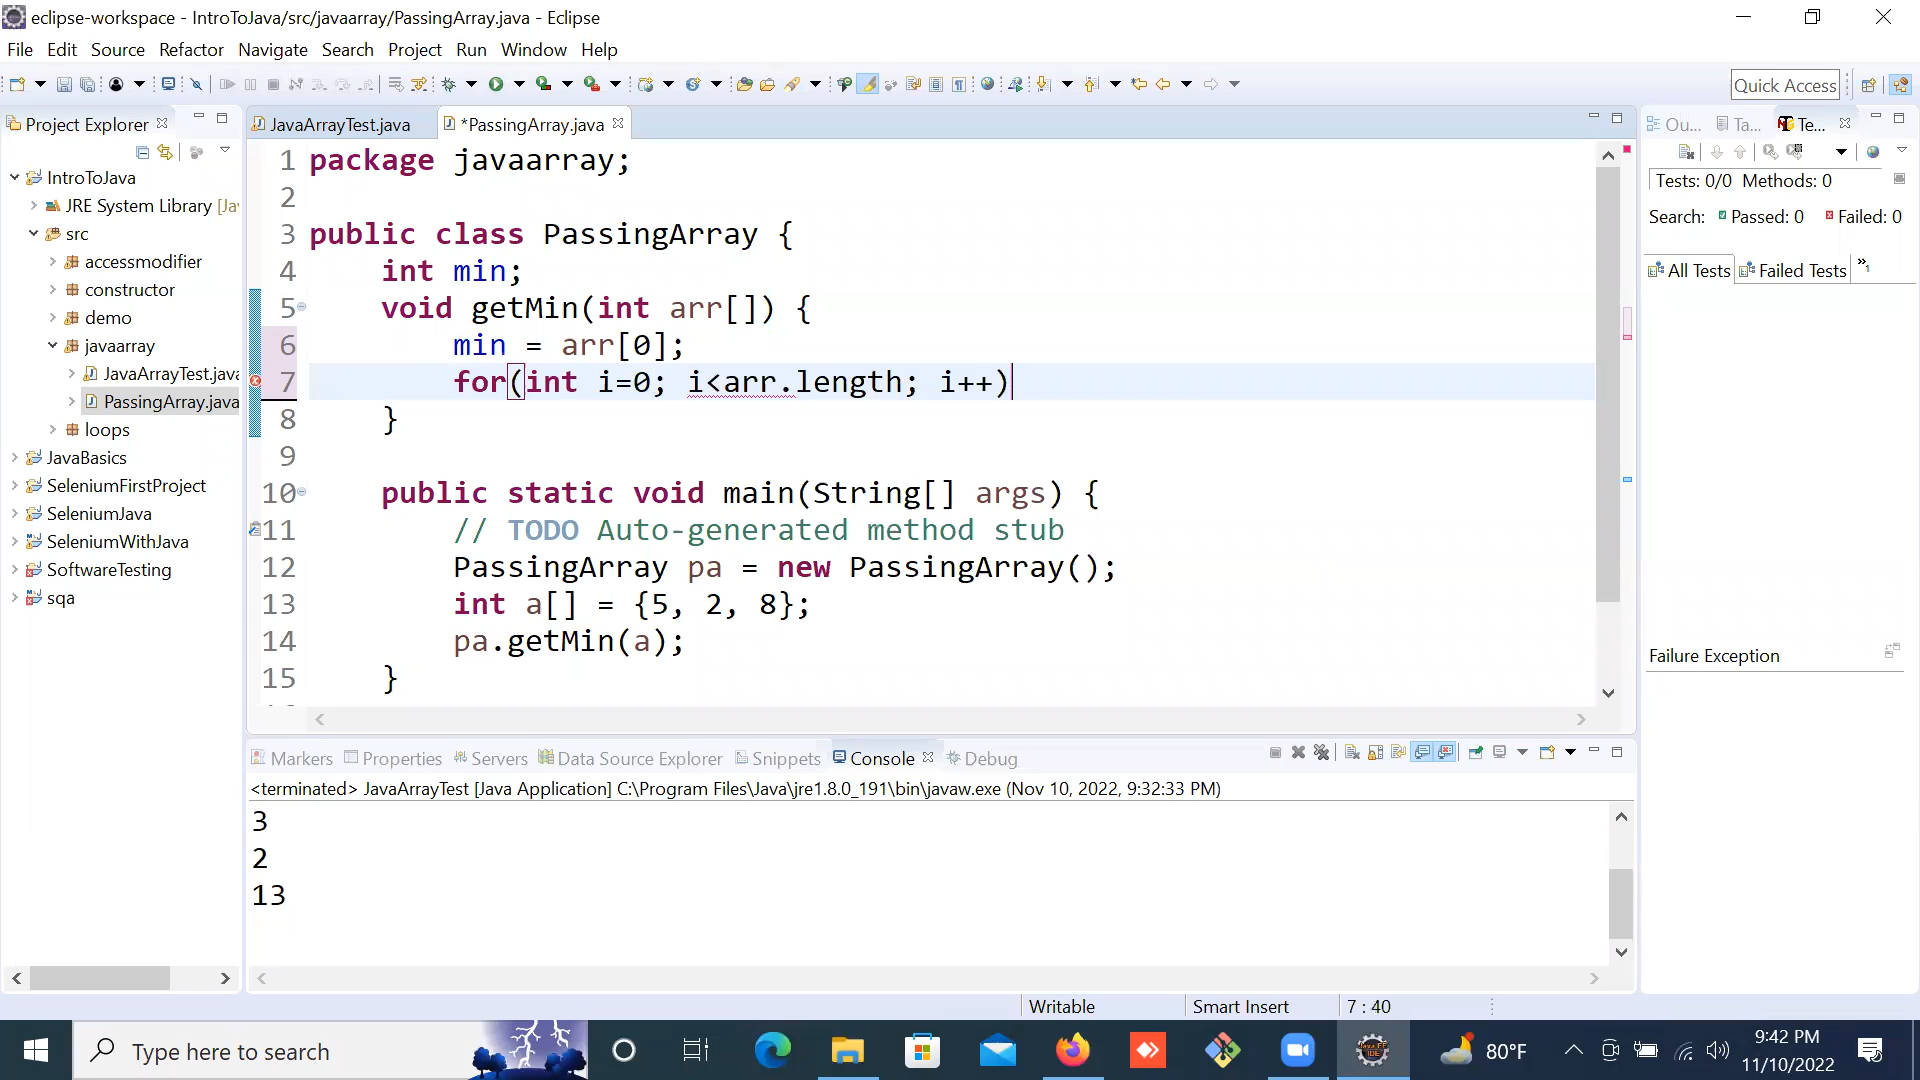 eclipse-workspace - IntroToJava/src/javaarray/PassingArray.java - Eclipse
File Edit Source Refactor Navigate Search Project Run Window Help
Quick Access
Project Explorer
IntroToJava
JRE System Library [Jav
src
accessmodifier
constructor
demo
javaarray
JavaArrayTest.java
PassingArray.java
loops
JavaBasics
SeleniumFirstProject
SeleniumJava
SeleniumWithJava
SoftwareTesting
sqa
JavaArrayTest.java *PassingArray.java
1 package javaarray;
2
3 public class PassingArray {
4 int min;
5 void getMin(int arr[]) {
6 min = arr[0];
7 for(int i=0; i<arr.length; i++)
8 }
9
10 public static void main(String[] args) {
11 // TODO Auto-generated method stub
12 PassingArray pa = new PassingArray();
13 int a[] = {5, 2, 8};
14 pa.getMin(a);
15 }
Ou... Ta... Te...
Tests: 0/0 Methods: 0
Search: Passed: 0 Failed: 0
All Tests Failed Tests »1
Failure Exception
Markers Properties Servers Data Source Explorer Snippets Console Debug
<terminated> JavaArrayTest [Java Application] C:\Program Files\Java\jre1.8.0_191\bin\javaw.exe (Nov 10, 2022, 9:32:33 PM)
3
2
13
Writable Smart Insert 7 : 40
Type here to search
80°F
9:42 PM
11/10/2022